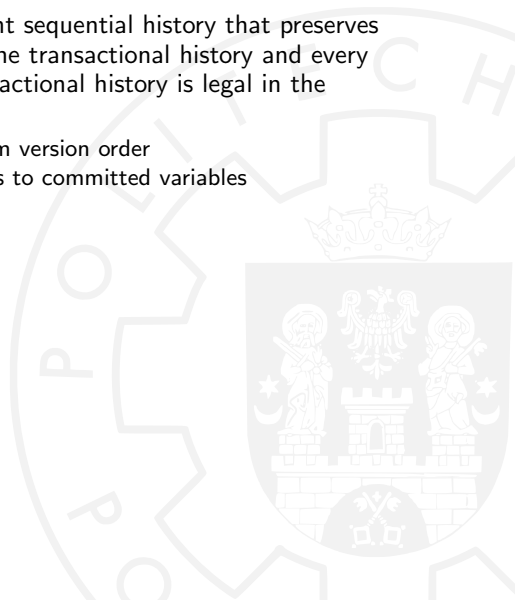 nt sequential history that preserves
ne transactional history and every
actional history is legal in the
m version order
s to committed variables
P O L I T E C H
P O